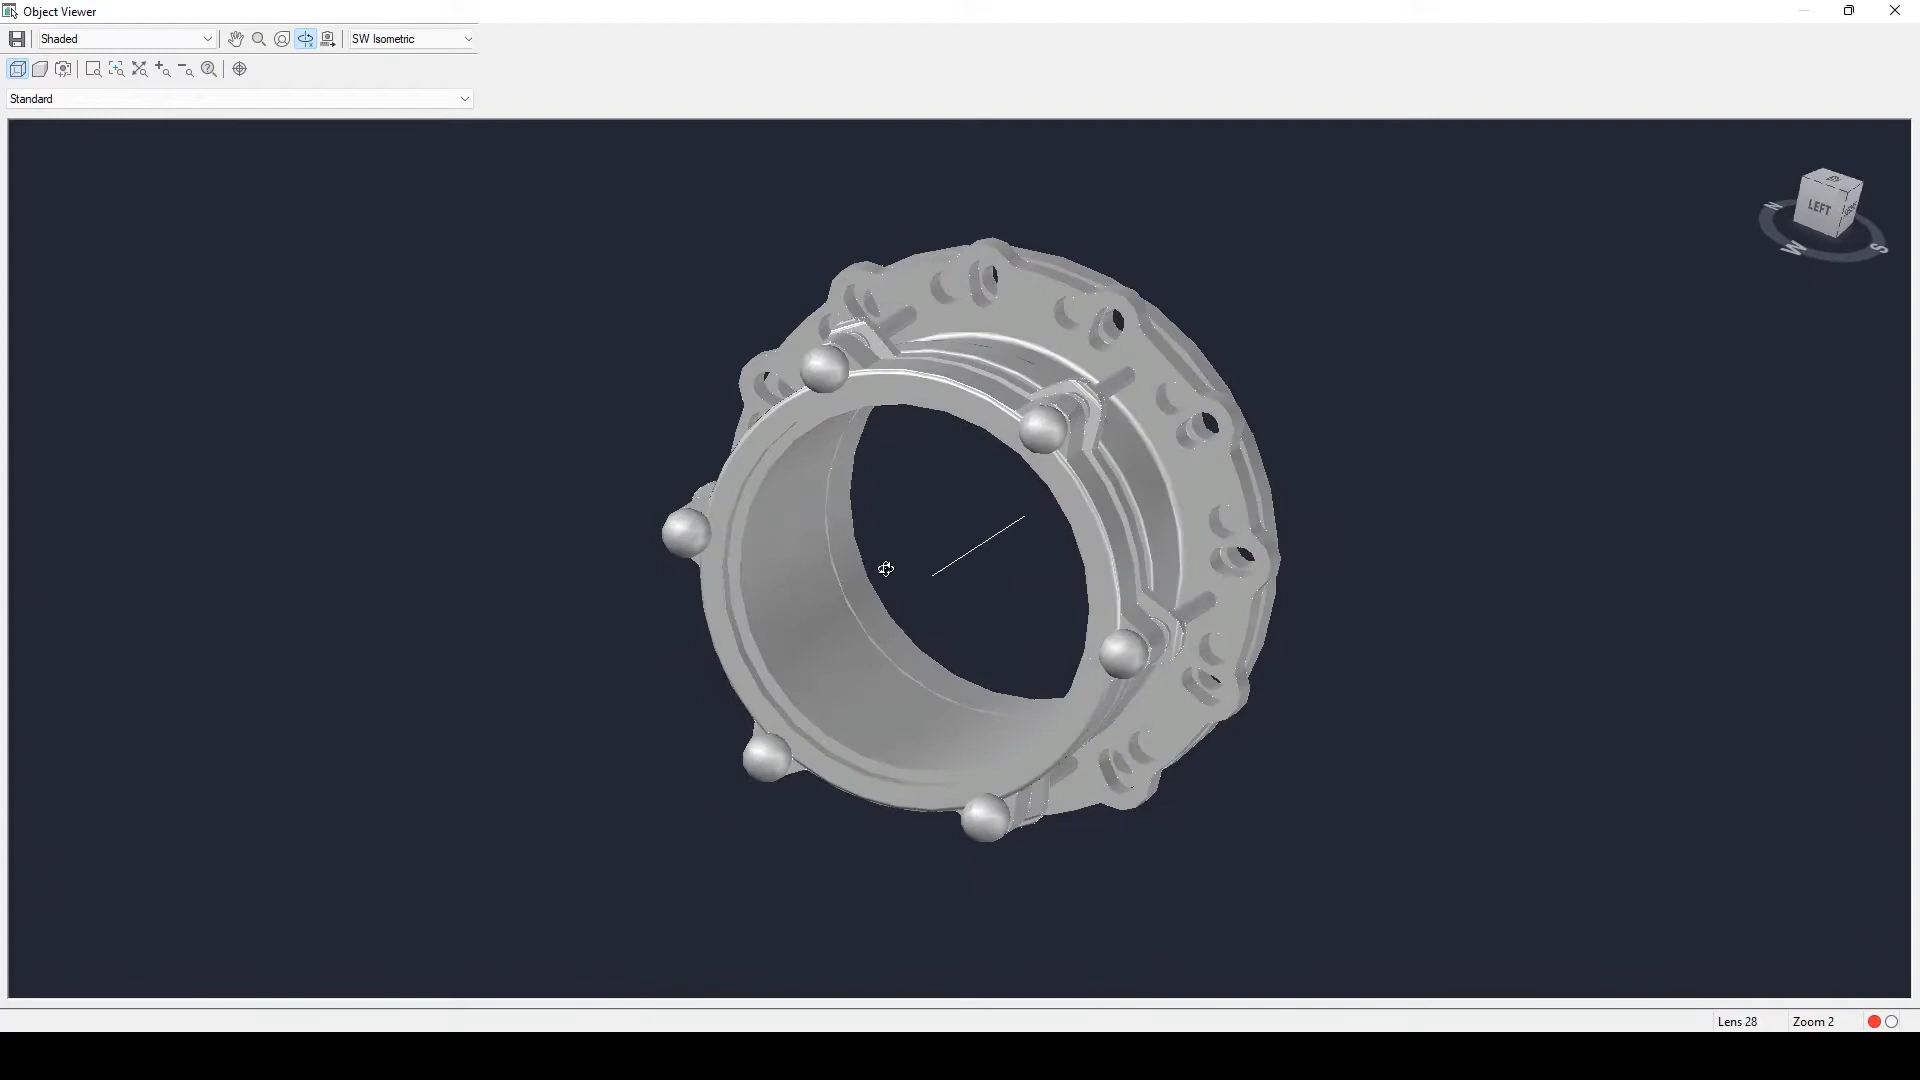 Object Viewer
Shaded
SW Isometric
Standard
LEFT
N
W
S
Lens 28
Zoom 2